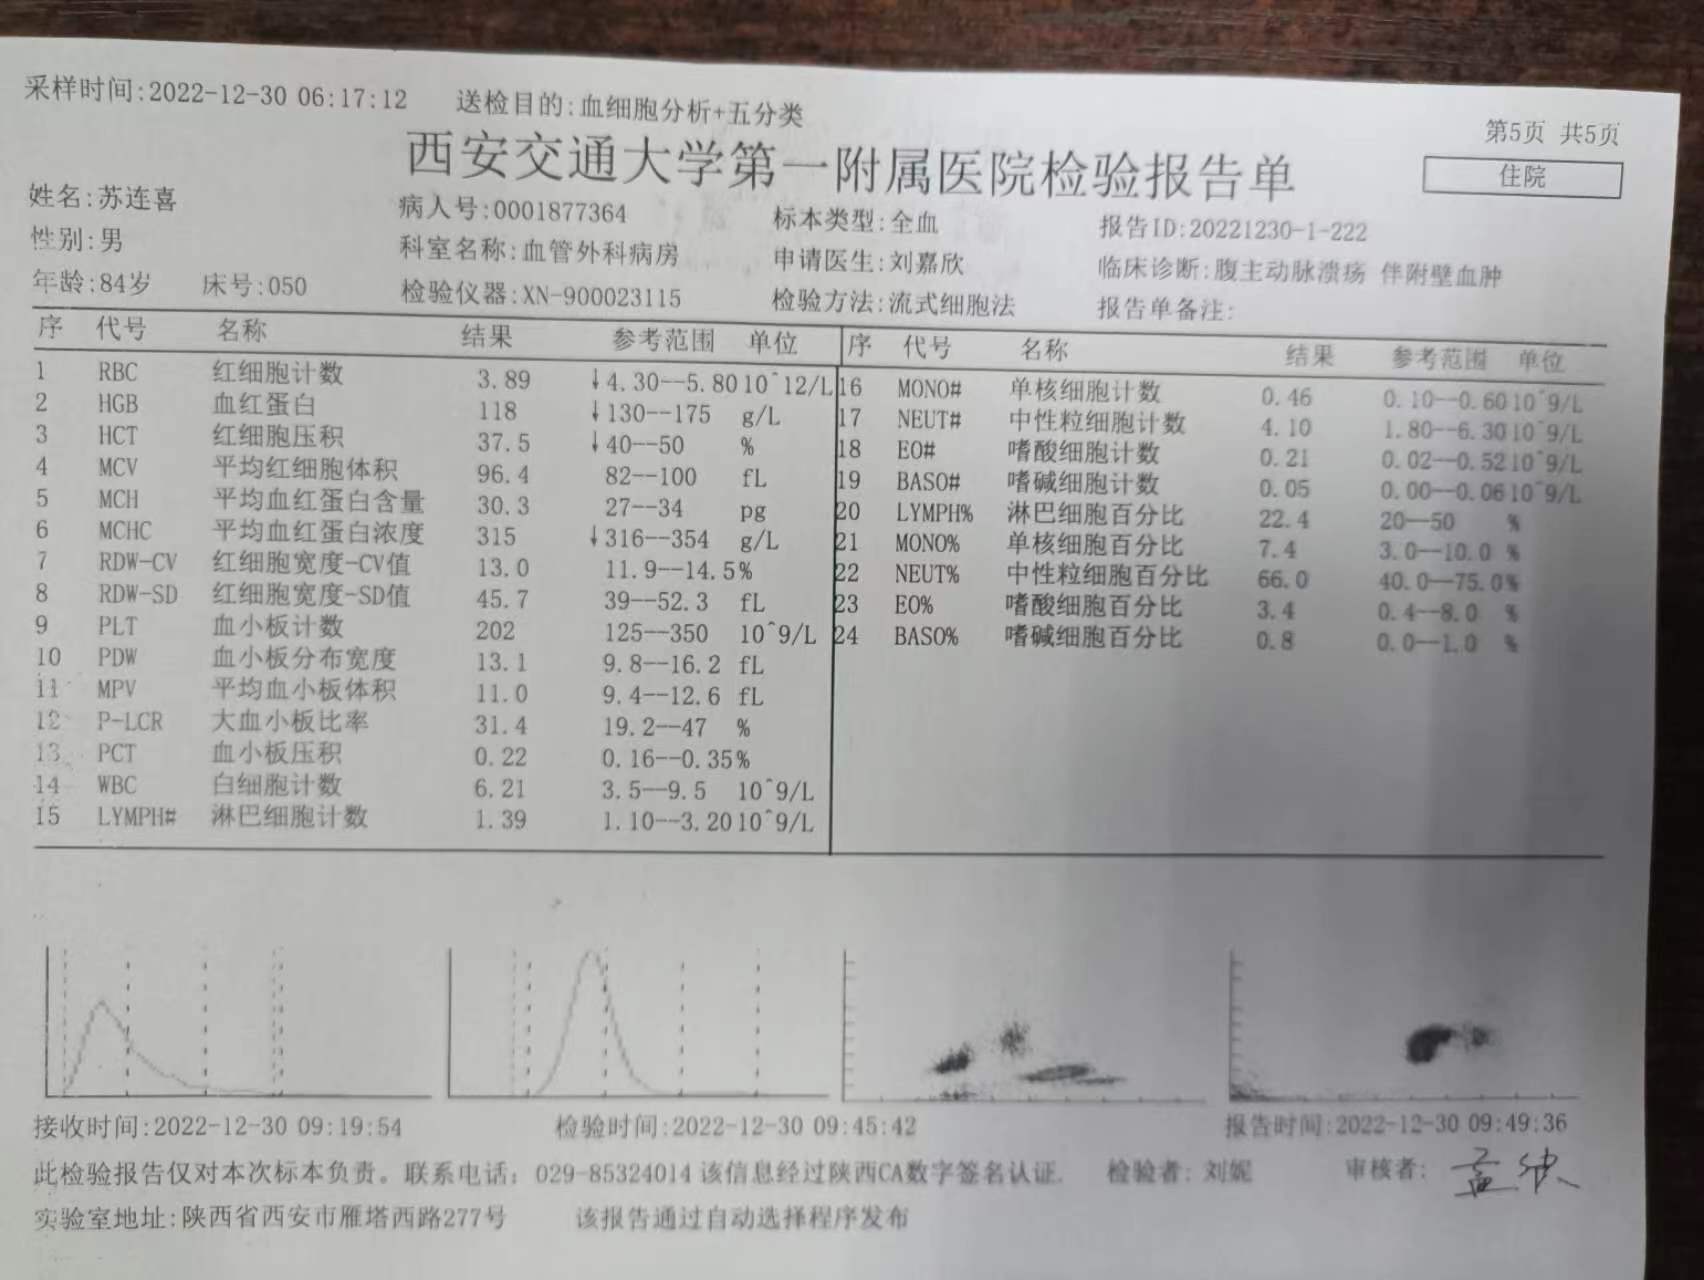 采样时间:2022-12-30 06:17:12 送检目的:血细胞分析+五分类
第5页 共5页
西安交通大学第一附属医院检验报告单
住院
姓名:苏连喜 病人号:0001877364 标本类型:全血 报告ID:20221230-1-222
性别:男 科室名称:血管外科病房 申请医生:刘嘉欣 临床诊断:腹主动脉溃疡 伴附壁血肿
年龄:84岁 床号:050 检验仪器:XN-900023115 检验方法:流式细胞法 报告单备注:
序 代号 名称 结果 参考范围 单位 序 代号 名称 结果 参考范围 单位
1 RBC 红细胞计数 3.89 ↓4.30--5.80 10^12/L 16 MONO# 单核细胞计数 0.46 0.10--0.60 10^9/L
2 HGB 血红蛋白 118 ↓130--175 g/L 17 NEUT# 中性粒细胞计数 4.10 1.80--6.30 10^9/L
3 HCT 红细胞压积 37.5 ↓40--50 % 18 EO# 嗜酸细胞计数 0.21 0.02--0.52 10^9/L
4 MCV 平均红细胞体积 96.4 82--100 fL 19 BASO# 嗜碱细胞计数 0.05 0.00--0.06 10^9/L
5 MCH 平均血红蛋白含量 30.3 27--34 pg 20 LYMPH% 淋巴细胞百分比 22.4 20--50 %
6 MCHC 平均血红蛋白浓度 315 ↓316--354 g/L 21 MONO% 单核细胞百分比 7.4 3.0--10.0 %
7 RDW-CV 红细胞宽度-CV值 13.0 11.9--14.5 % 22 NEUT% 中性粒细胞百分比 66.0 40.0--75.0 %
8 RDW-SD 红细胞宽度-SD值 45.7 39--52.3 fL 23 EO% 嗜酸细胞百分比 3.4 0.4--8.0 %
9 PLT 血小板计数 202 125--350 10^9/L 24 BASO% 嗜碱细胞百分比 0.8 0.0--1.0 %
10 PDW 血小板分布宽度 13.1 9.8--16.2 fL
11 MPV 平均血小板体积 11.0 9.4--12.6 fL
12 P-LCR 大血小板比率 31.4 19.2--47 %
13 PCT 血小板压积 0.22 0.16--0.35 %
14 WBC 白细胞计数 6.21 3.5--9.5 10^9/L
15 LYMPH# 淋巴细胞计数 1.39 1.10--3.20 10^9/L
接收时间:2022-12-30 09:19:54 检验时间:2022-12-30 09:45:42 报告时间:2022-12-30 09:49:36
此检验报告仅对本次标本负责。联系电话: 029-85324014 该信息经过陕西CA数字签名认证. 检验者: 刘妮 审核者:
实验室地址:陕西省西安市雁塔西路277号 该报告通过自动选择程序发布